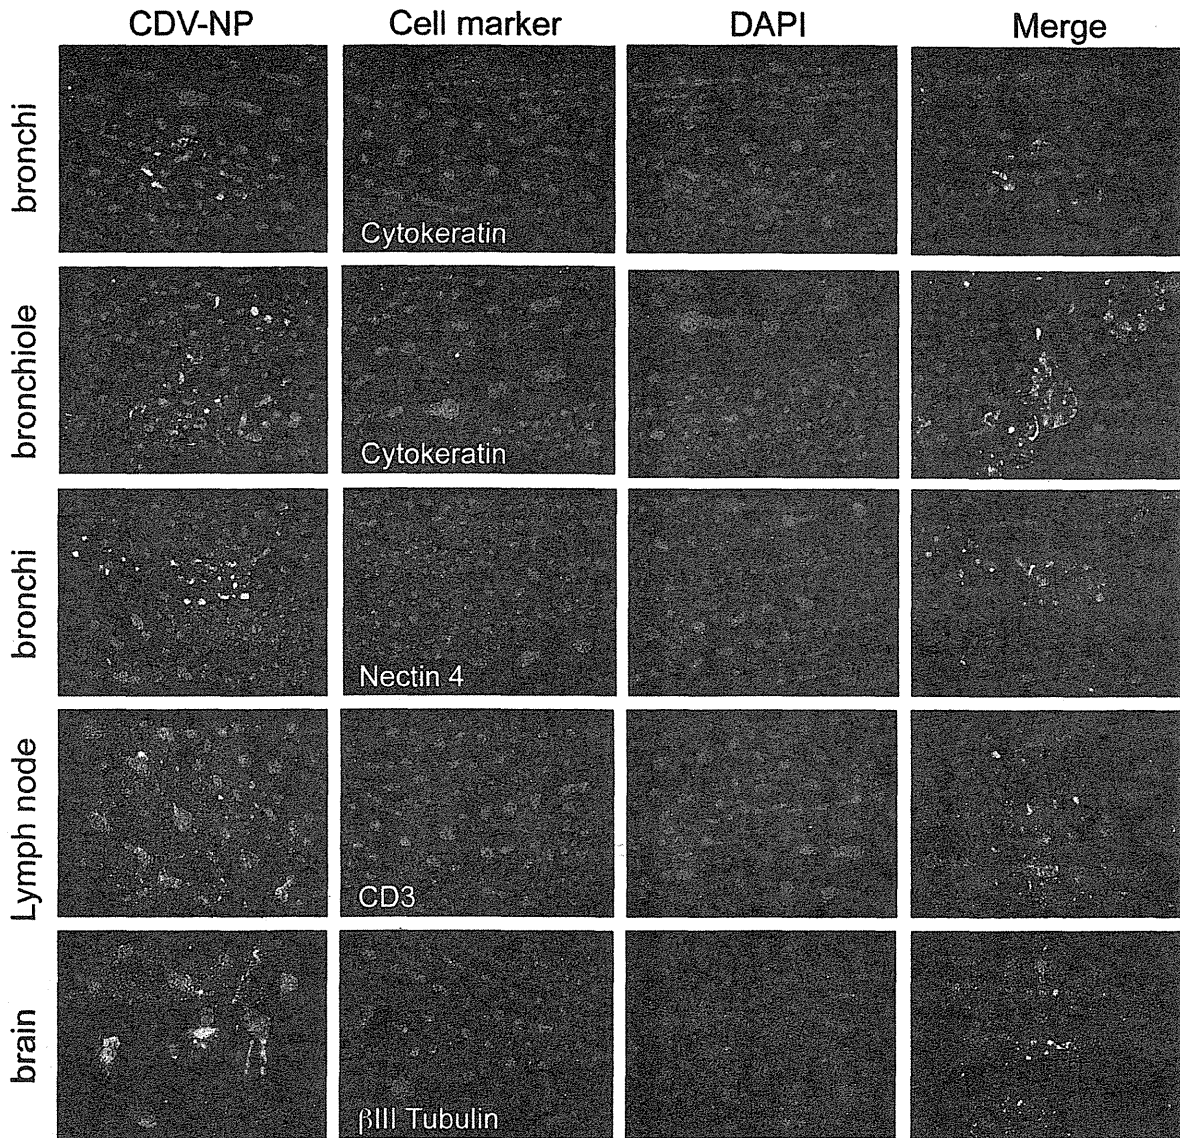 CDV-NP Cell marker DAPI Merge
bronchi
Cytokeratin
bronchiole
Cytokeratin
bronchi
Nectin 4
Lymph node
CD3
brain
βIII Tubulin